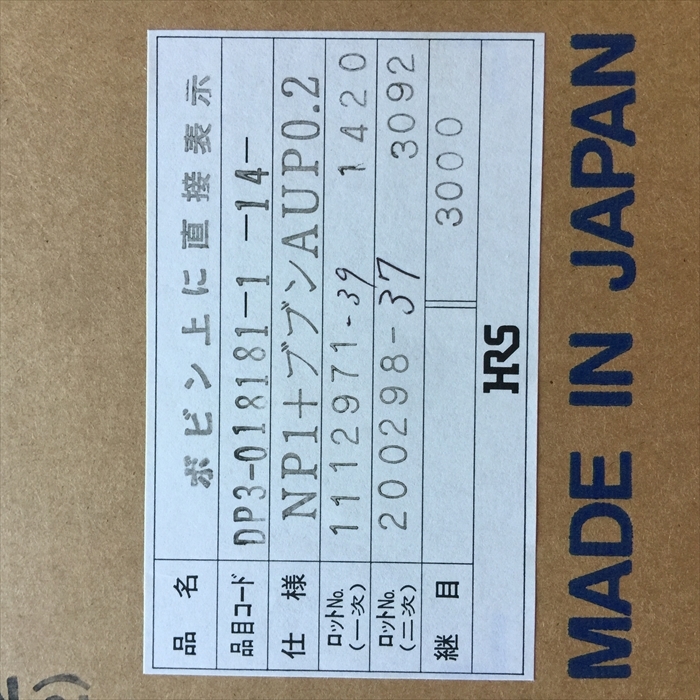 品名 ボビン上に直接表示
品目コード DP3-018181-1 -14-
仕様 NP1+ブブンAUP0.2
ロットNo.(一次) 1112971-39 1420
ロットNo.(二次) 200298-37 3092
継目 3000
HRS
MADE IN JAPAN